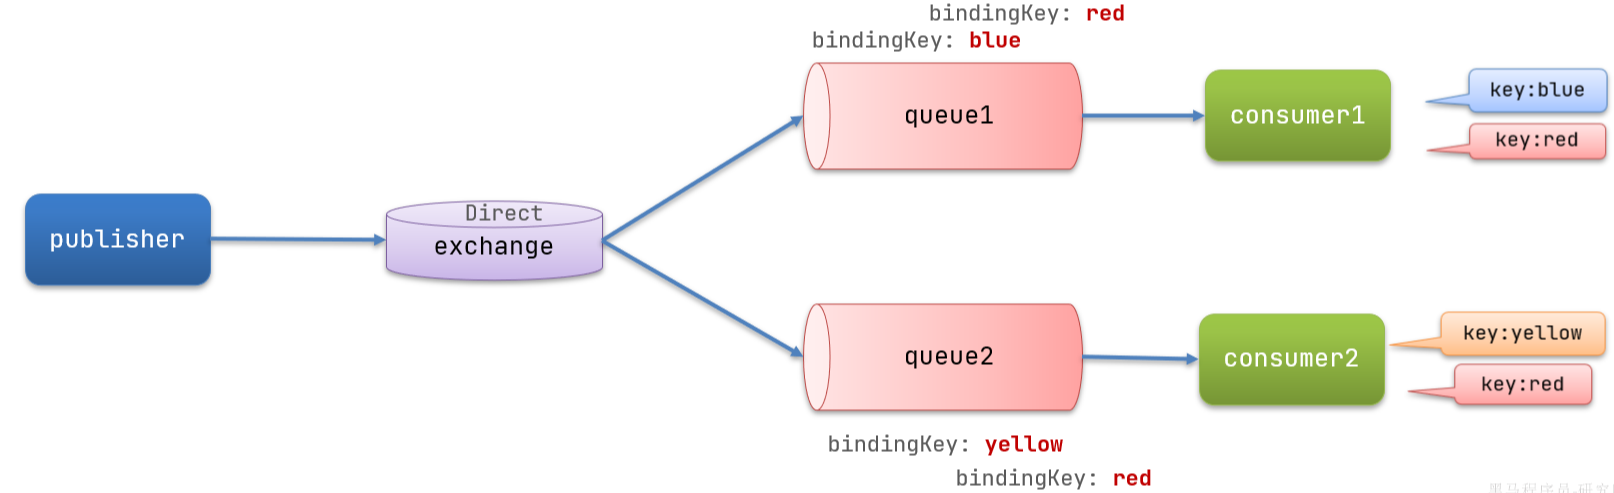 bindingKey: red
bindingKey: blue
queue1
consumer1
key:blue
key:red
publisher
Direct
exchange
queue2
consumer2
key:yellow
key:red
bindingKey: yellow
bindingKey: red